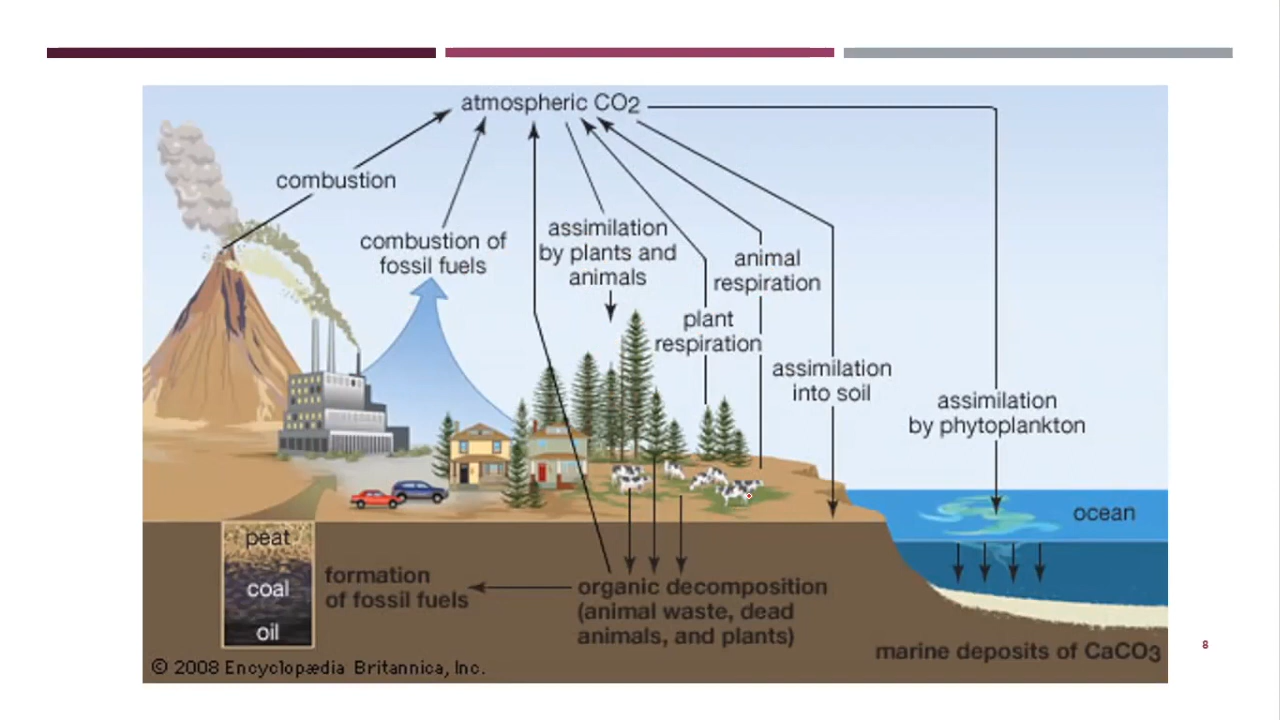 atmospheric CO2
combustion
combustion of
fossil fuels
assimilation
by plants and
animals
animal
respiration
plant
respiration
assimilation
into soil
assimilation
by phytoplankton
ocean
peat
coal
oil
formation
of fossil fuels
organic decomposition
(animal waste, dead
animals, and plants)
marine deposits of CaCO3
© 2008 Encyclopædia Britannica, Inc.
8